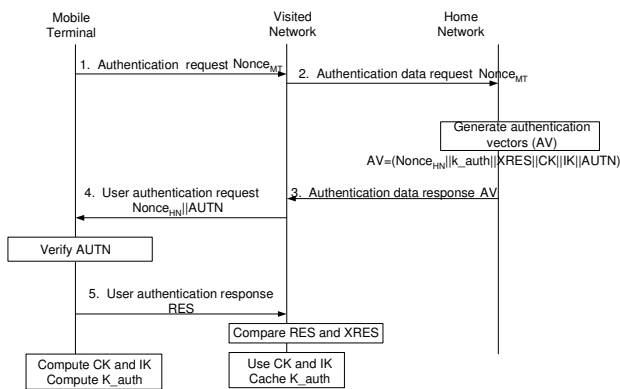 Mobile
Terminal
Visited
Network
Home
Network
1. Authentication request Nonce_MT
2. Authentication data request Nonce_MT
Generate authentication
vectors (AV)
AV=(Nonce_HN||k_auth||XRES||CK||IK||AUTN)
3. Authentication data response AV
4. User authentication request
Nonce_HN||AUTN
Verify AUTN
5. User authentication response
RES
Compare RES and XRES
Compute CK and IK
Compute K_auth
Use CK and IK
Cache K_auth